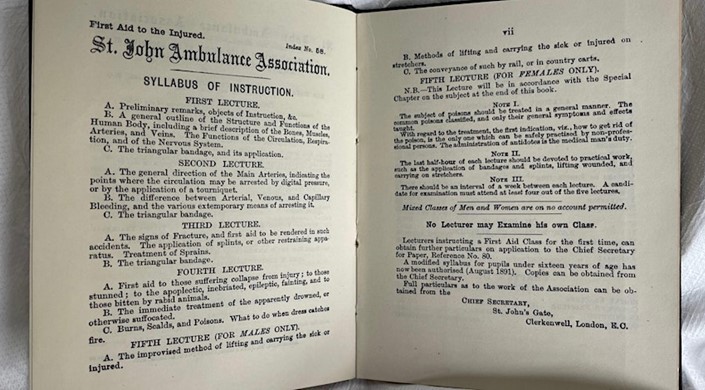 First Aid to the Injured.
Index No. 58.
St. John Ambulance Association.
SYLLABUS OF INSTRUCTION.
FIRST LECTURE.
A. Preliminary remarks, objects of Instruction, &c.
B. A general outline of the Structure and Functions of the
Human Body, including a brief description of the Bones, Muscles,
Arteries, and Veins. The Functions of the Circulation, Respira-
tion, and of the Nervous System.
C. The triangular bandage, and its application.
SECOND LECTURE.
A. The general direction of the Main Arteries, indicating the
points where the circulation may be arrested by digital pressure,
or by the application of a tourniquet.
B. The difference between Arterial, Venous, and Capillary
Bleeding, and the various extemporary means of arresting it.
C. The triangular bandage.
THIRD LECTURE.
A. The signs of Fracture, and first aid to be rendered in such
accidents. The application of splints, or other restraining appa-
ratus. Treatment of Sprains.
B. The triangular bandage.
FOURTH LECTURE.
A. First aid to those suffering collapse from injury; to those
stunned; to the apoplectic, inebriated, epileptic, fainting, and to
those bitten by rabid animals.
B. The immediate treatment of the apparently drowned, or
otherwise suffocated.
C. Burns, Scalds, and Poisons. What to do when dress catches
fire.
FIFTH LECTURE (FOR MALES ONLY).
A. The improvised method of lifting and carrying the sick or
injured.
vii
B. Methods of lifting and carrying the sick or injured on
stretchers.
C. The conveyance of such by rail, or in country carts.
FIFTH LECTURE (FOR FEMALES ONLY).
N.B.—This Lecture will be in accordance with the Special
Chapter on the subject at the end of this book.
NOTE I.
The subject of poisons should be treated in a general manner. The
common poisons classified, and only their general symptoms and effects
taught.
With regard to the treatment, the first indication, viz., how to get rid of
the poison, is the only one which can be safely practised by non-profes-
sional persons. The administration of antidotes is the medical man's duty.
NOTE II.
The last half-hour of each lecture should be devoted to practical work,
such as the application of bandages and splints, lifting wounded, and
carrying on stretchers.
NOTE III.
There should be an interval of a week between each lecture. A candi-
date for examination must attend at least four out of the five lectures.
Mixed Classes of Men and Women are on no account permitted.
No Lecturer may Examine his own Class.
Lecturers instructing a First Aid Class for the first time, can
obtain further particulars on application to the Chief Secretary
for Paper, Reference No. 80.
A modified syllabus for pupils under sixteen years of age has
now been authorised (August 1891). Copies can be obtained from
the Chief Secretary.
Full particulars as to the work of the Association can be ob-
tained from the
CHIEF SECRETARY,
St. John's Gate,
Clerkenwell, London, E.C.